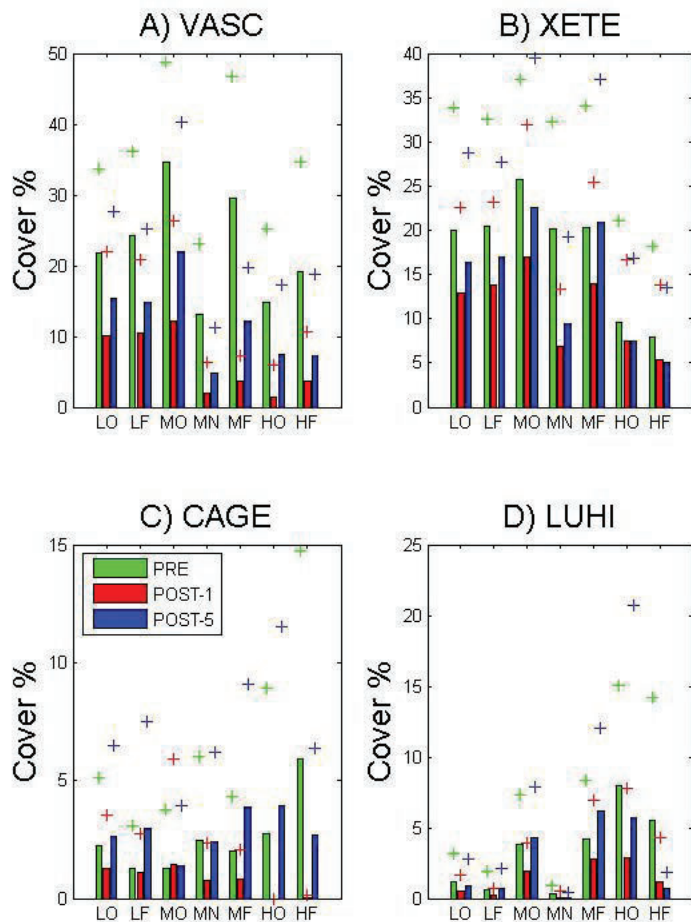 A) VASC
50
40
30
20
10
0
Cover %
LO LF MO MN MF HO HF
B) XETE
40
35
30
25
20
15
10
5
0
Cover %
LO LF MO MN MF HO HF
C) CAGE
15
10
5
0
Cover %
PRE
POST-1
POST-5
LO LF MO MN MF HO HF
D) LUHI
25
20
15
10
5
0
Cover %
LO LF MO MN MF HO HF